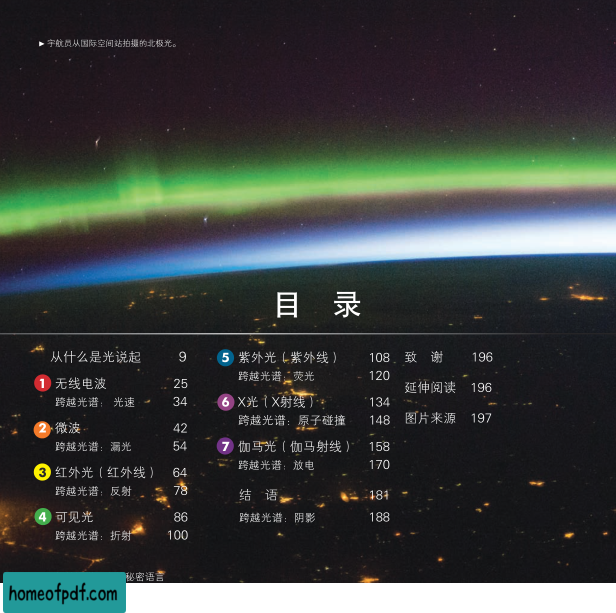 ▶ 宇航员从国际空间站拍摄的北极光。
目 录
从什么是光说起 9
1 无线电波 25
跨越光谱： 光速 34
2 微波 42
跨越光谱：漏光 54
3 红外光（红外线） 64
跨越光谱：反射 78
4 可见光 86
跨越光谱：折射 100
5 紫外光（紫外线） 108
跨越光谱：荧光 120
6 X光（X射线） 134
跨越光谱：原子碰撞 148
7 伽马光（伽马射线） 158
跨越光谱：放电 170
结 语 181
跨越光谱：阴影 188
致 谢 196
延伸阅读 196
图片来源 197
秘密语言
homeofpdf.com